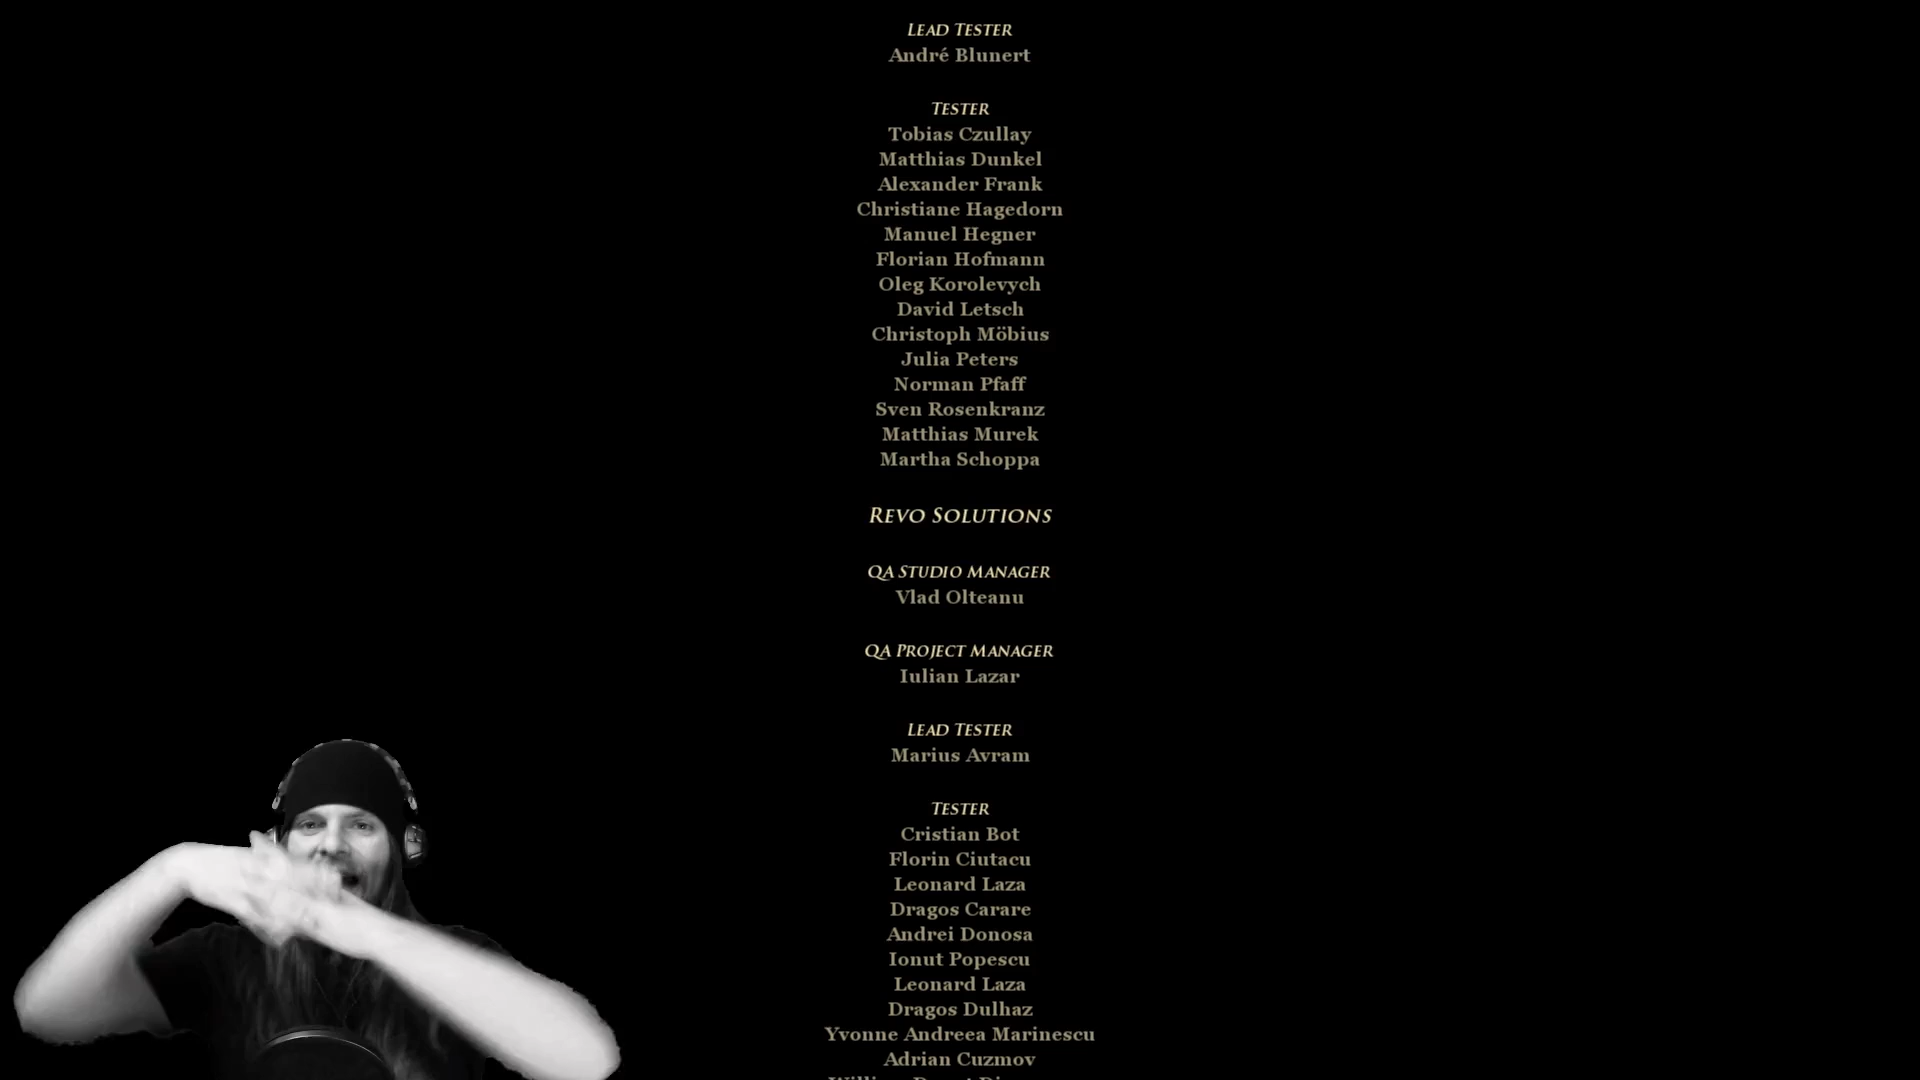 LEAD TESTER
André Blunert
TESTER
Tobias Czullay
Matthias Dunkel
Alexander Frank
Christiane Hagedorn
Manuel Hegner
Florian Hofmann
Oleg Korolevych
David Letsch
Christoph Möbius
Julia Peters
Norman Pfaff
Sven Rosenkranz
Matthias Murek
Martha Schoppa
REVO SOLUTIONS
QA STUDIO MANAGER
Vlad Olteanu
QA PROJECT MANAGER
Iulian Lazar
LEAD TESTER
Marius Avram
TESTER
Cristian Bot
Florin Ciutacu
Leonard Laza
Dragos Carare
Andrei Donosa
Ionut Popescu
Leonard Laza
Dragos Dulhaz
Yvonne Andreea Marinescu
Adrian Cuzmov